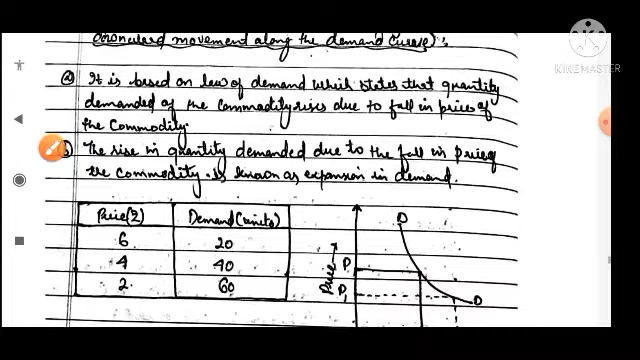 downward movement along the demand curve):
KINEMASTER
a) It is based on law of demand which states that quantity
demanded of the commodity rises due to fall in price of
the commodity.
b) The rise in quantity demanded due to the fall in price of
the commodity. is known as expansion in demand.
Price(₹) Demand(units)
6 20
4 40
2 60
D
Price →
P
P₁
D